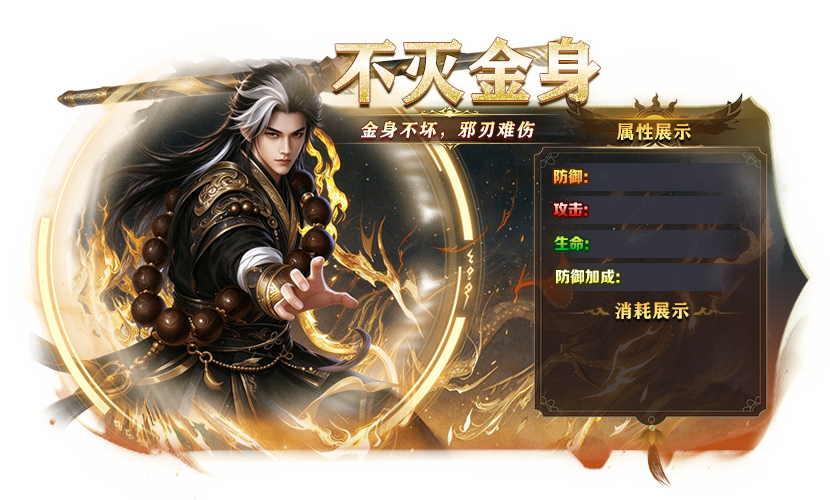 不灭金身
金身不坏，邪刃难伤
属性展示
防御:
攻击:
生命:
防御加成:
消耗展示